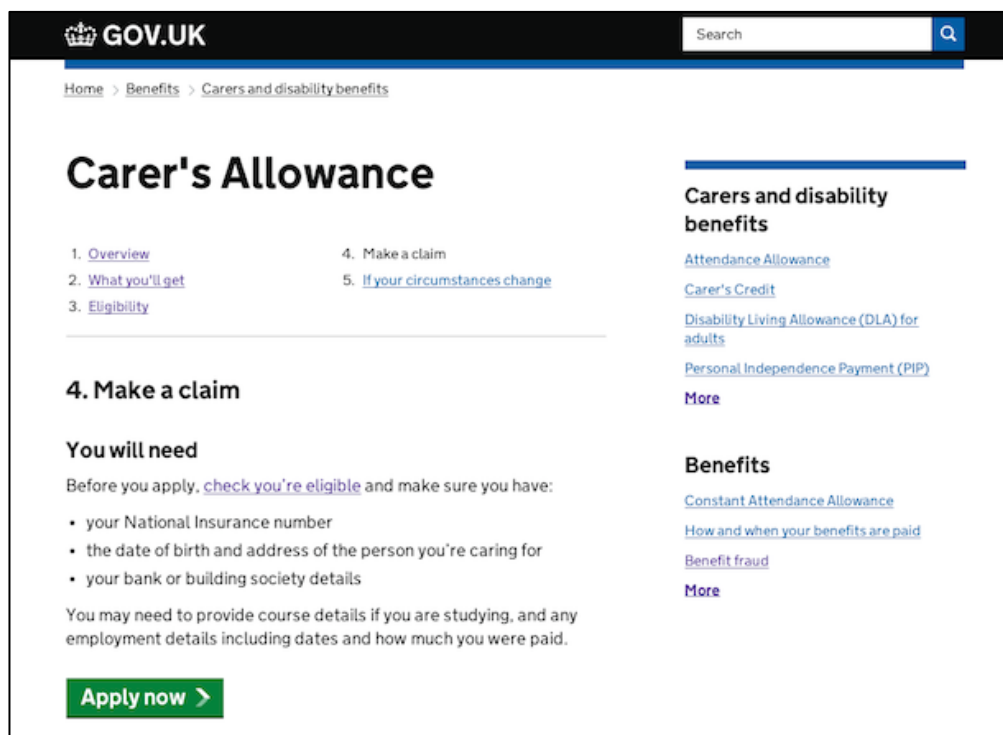 GOV.UK
Search
Home > Benefits > Carers and disability benefits
Carer's Allowance
1. Overview
2. What you'll get
3. Eligibility
4. Make a claim
5. If your circumstances change
4. Make a claim
You will need
Before you apply, check you're eligible and make sure you have:
• your National Insurance number
• the date of birth and address of the person you're caring for
• your bank or building society details
You may need to provide course details if you are studying, and any
employment details including dates and how much you were paid.
Apply now
Carers and disability
benefits
Attendance Allowance
Carer's Credit
Disability Living Allowance (DLA) for
adults
Personal Independence Payment (PIP)
More
Benefits
Constant Attendance Allowance
How and when your benefits are paid
Benefit fraud
More